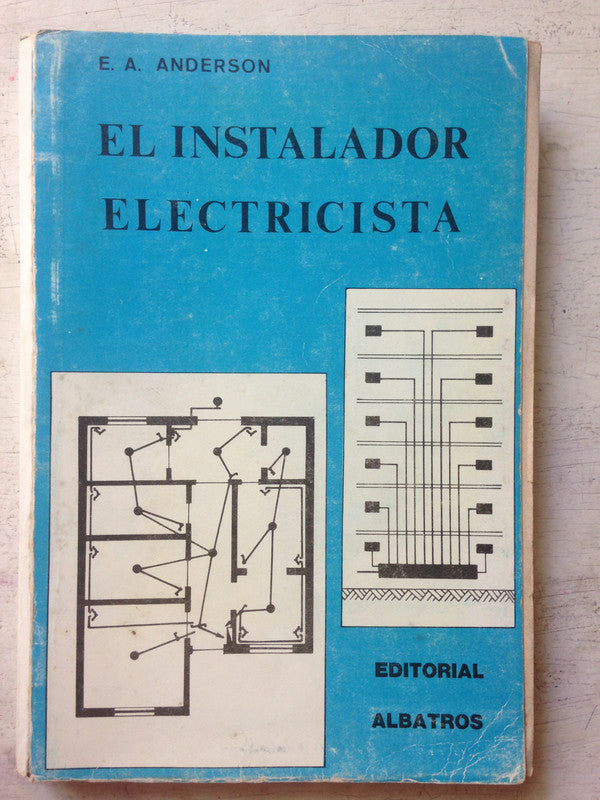 E. A. ANDERSON
EL INSTALADOR
ELECTRICISTA
EDITORIAL
ALBATROS